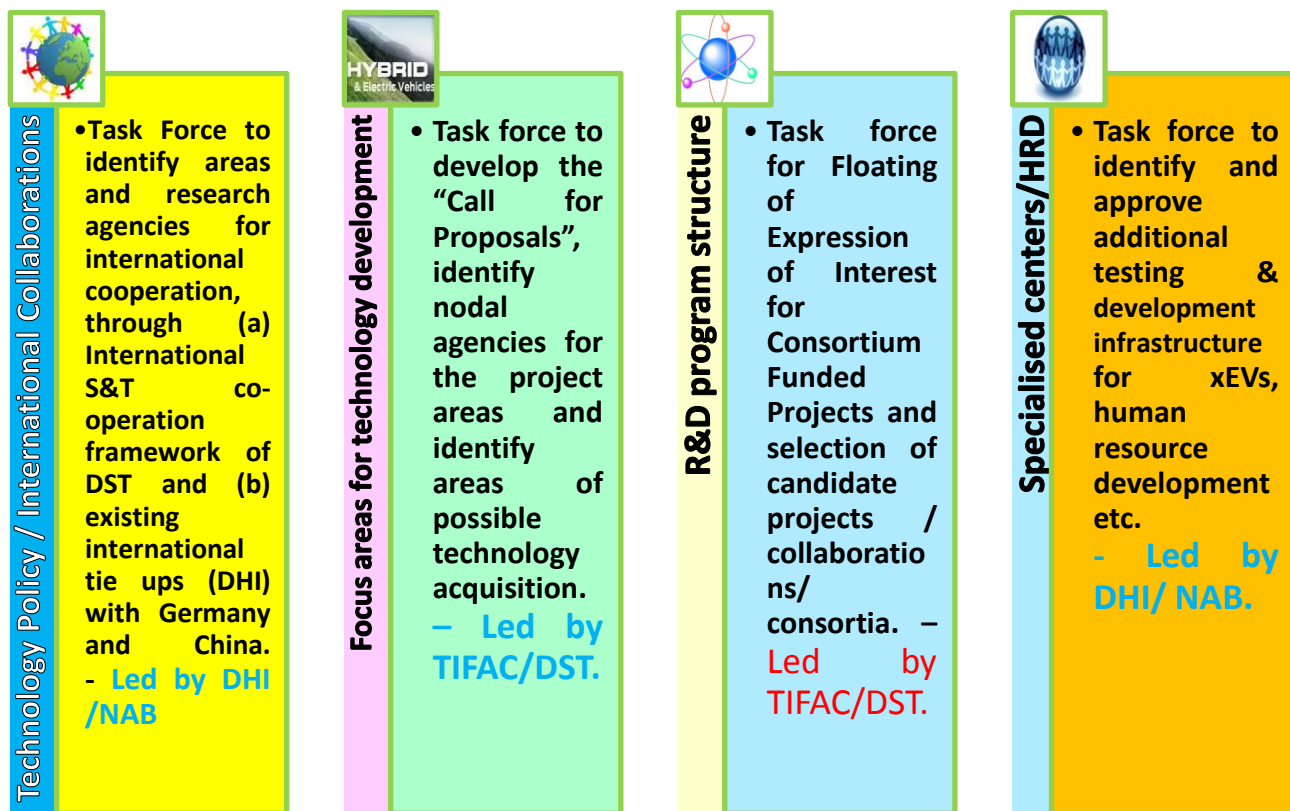 Technology Policy / International Collaborations
•Task Force to
identify areas
and research
agencies for
international
cooperation,
through (a)
International
S&T co-
operation
framework of
DST and (b)
existing
international
tie ups (DHI)
with Germany
and China.
- Led by DHI
/NAB
HYBRID
& Electric Vehicles
Focus areas for technology development
• Task force to
develop the
“Call for
Proposals”,
identify
nodal
agencies for
the project
areas and
identify
areas of
possible
technology
acquisition.
– Led by
TIFAC/DST.
R&D program structure
• Task force
for Floating
of
Expression
of Interest
for
Consortium
Funded
Projects and
selection of
candidate
projects /
collaboratio
ns/
consortia. –
Led by
TIFAC/DST.
Specialised centers/HRD
• Task force to
identify and
approve
additional
testing &
development
infrastructure
for xEVs,
human
resource
development
etc.
- Led by
DHI/ NAB.